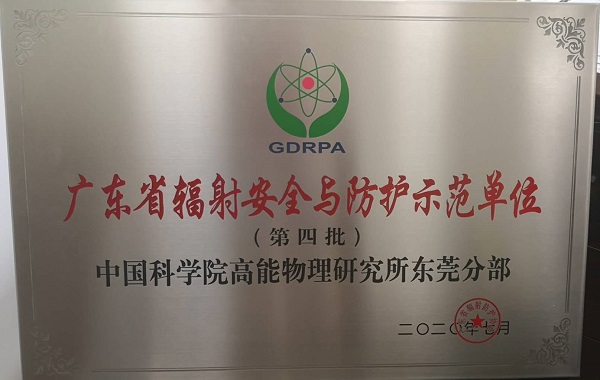 GDRPA
广东省辐射安全与防护示范单位
（第四批）
中国科学院高能物理研究所东莞分部
二〇二〇年七月